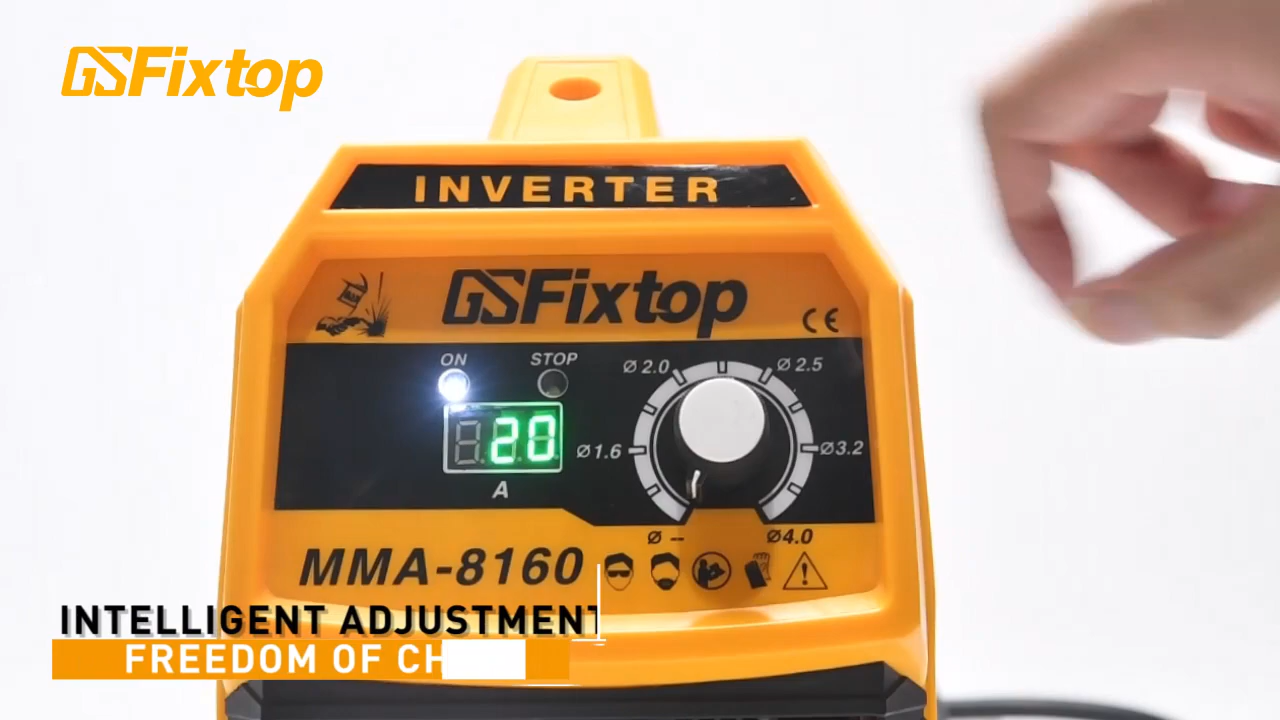 GSFixtop
INVERTER
GSFixtop
CE
ON STOP
Ø 2.0 Ø 2.5
20
Ø1.6 Ø3.2
A
Ø -- Ø4.0
MMA-8160
INTELLIGENT ADJUSTMENT
FREEDOM OF CH